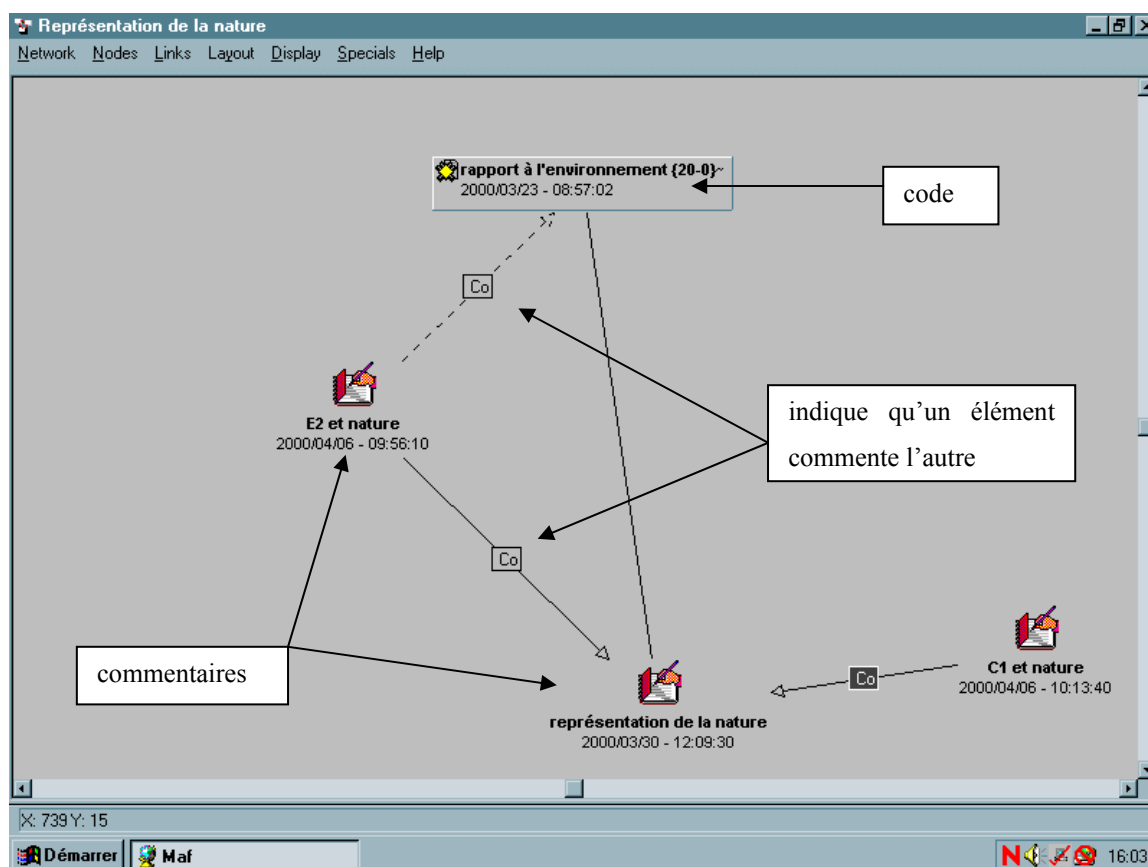 Représentation de la nature
Network Nodes Links Layout Display Specials Help
rapport à l'environnement {20-0}~
2000/03/23 - 08:57:02
code
Co
E2 et nature
2000/04/06 - 09:56:10
indique qu’un élément
commente l’autre
Co
commentaires
C1 et nature
2000/04/06 - 10:13:40
Co
représentation de la nature
2000/03/30 - 12:09:30
X: 739 Y: 15
Démarrer Maf N 16:03